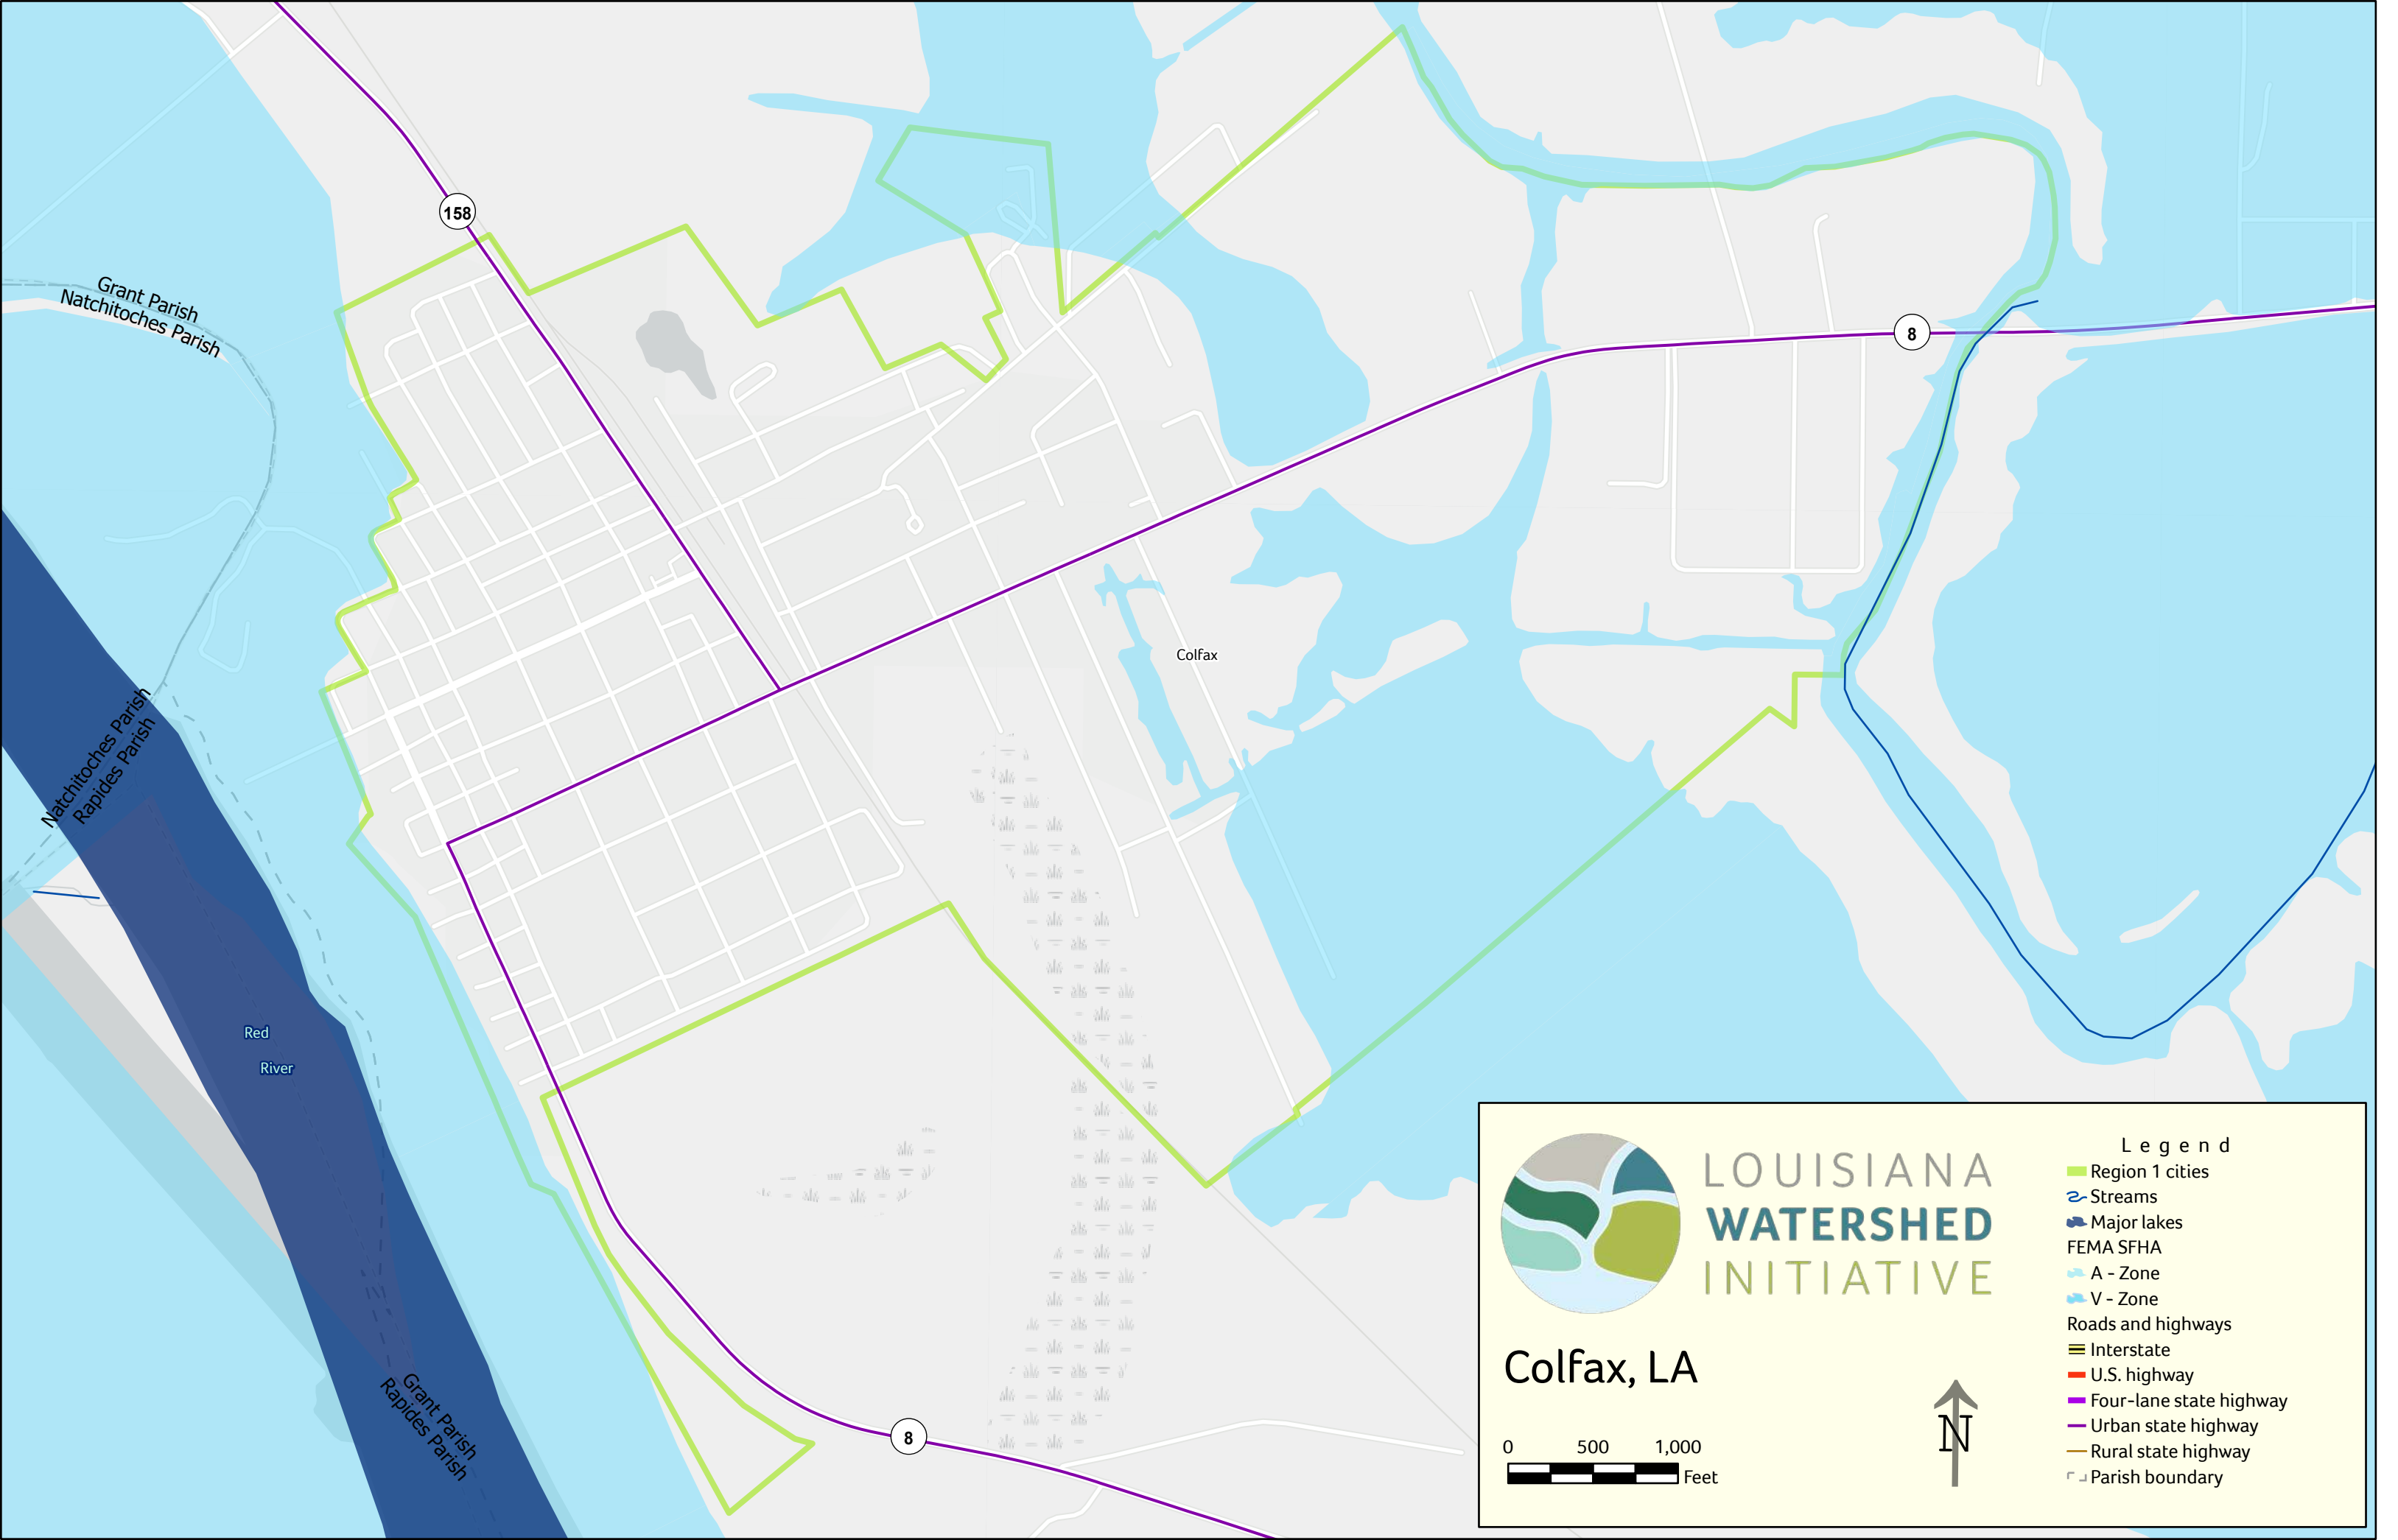 158
Grant Parish
Natchitoches Parish
8
Colfax
Natchitoches Parish
Rapides Parish
Red
River
Grant Parish
Rapides Parish
8
LOUISIANA
WATERSHED
INITIATIVE
Colfax, LA
0 500 1,000
Feet
N
Legend
Region 1 cities
Streams
Major lakes
FEMA SFHA
A - Zone
V - Zone
Roads and highways
Interstate
U.S. highway
Four-lane state highway
Urban state highway
Rural state highway
Parish boundary